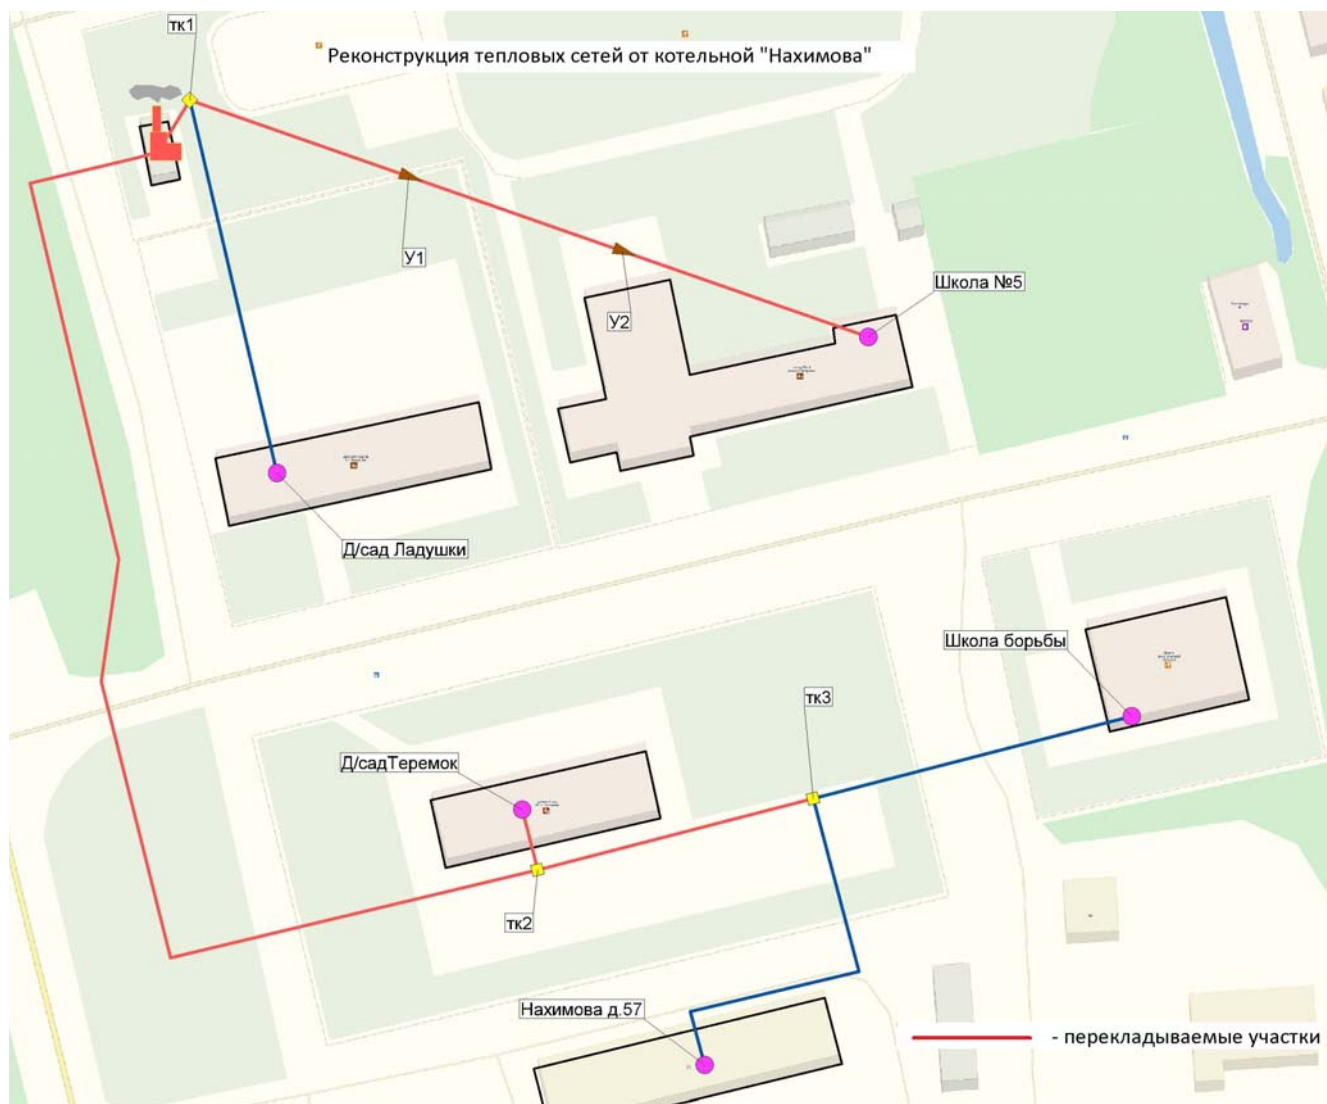 тк1
Реконструкция тепловых сетей от котельной "Нахимова"
У1
Школа №5
У2
Д/сад Ладушки
Школа борьбы
тк3
Д/садТеремок
тк2
Нахимова д.57
- перекладываемые участки